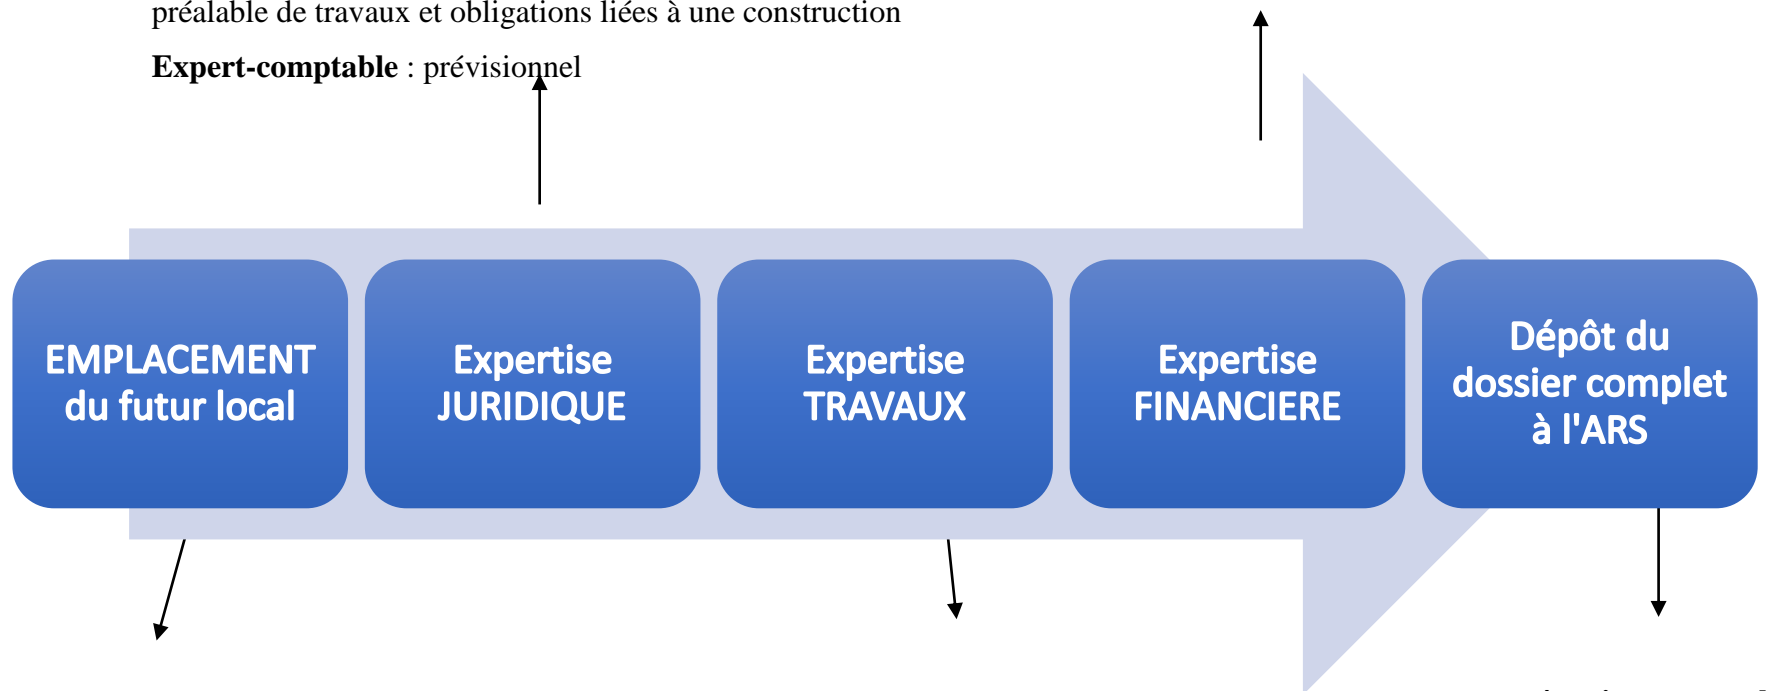 préalable de travaux et obligations liées à une construction
Expert-comptable : prévisionnel
EMPLACEMENT
du futur local
Expertise
JURIDIQUE
Expertise
TRAVAUX
Expertise
FINANCIERE
Dépôt du
dossier complet
à l'ARS